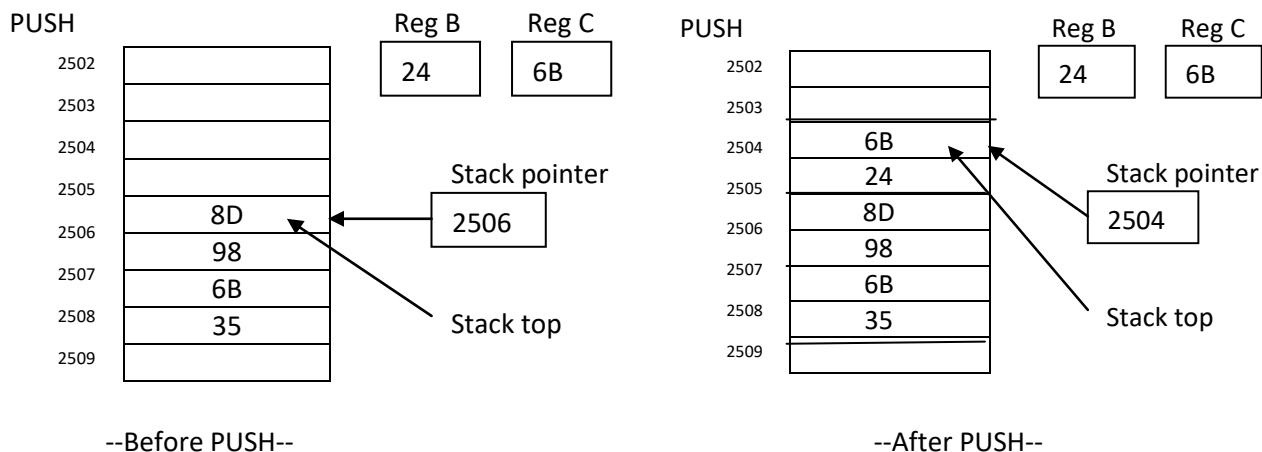 PUSH
Reg B Reg C
24 6B
2502
2503
2504
2505
2506
2507
2508
2509
8D
98
6B
35
Stack pointer
2506
Stack top
--Before PUSH--
PUSH
Reg B Reg C
24 6B
2502
2503
2504
2505
2506
2507
2508
2509
6B
24
8D
98
6B
35
Stack pointer
2504
Stack top
--After PUSH--